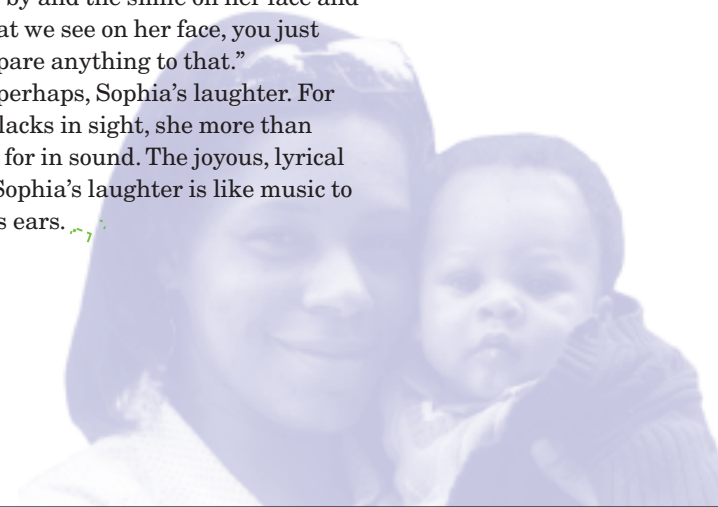 by and the smile on her face and
at we see on her face, you just
pare anything to that.”
perhaps, Sophia’s laughter. For
lacks in sight, she more than
for in sound. The joyous, lyrical
Sophia’s laughter is like music to
s ears.